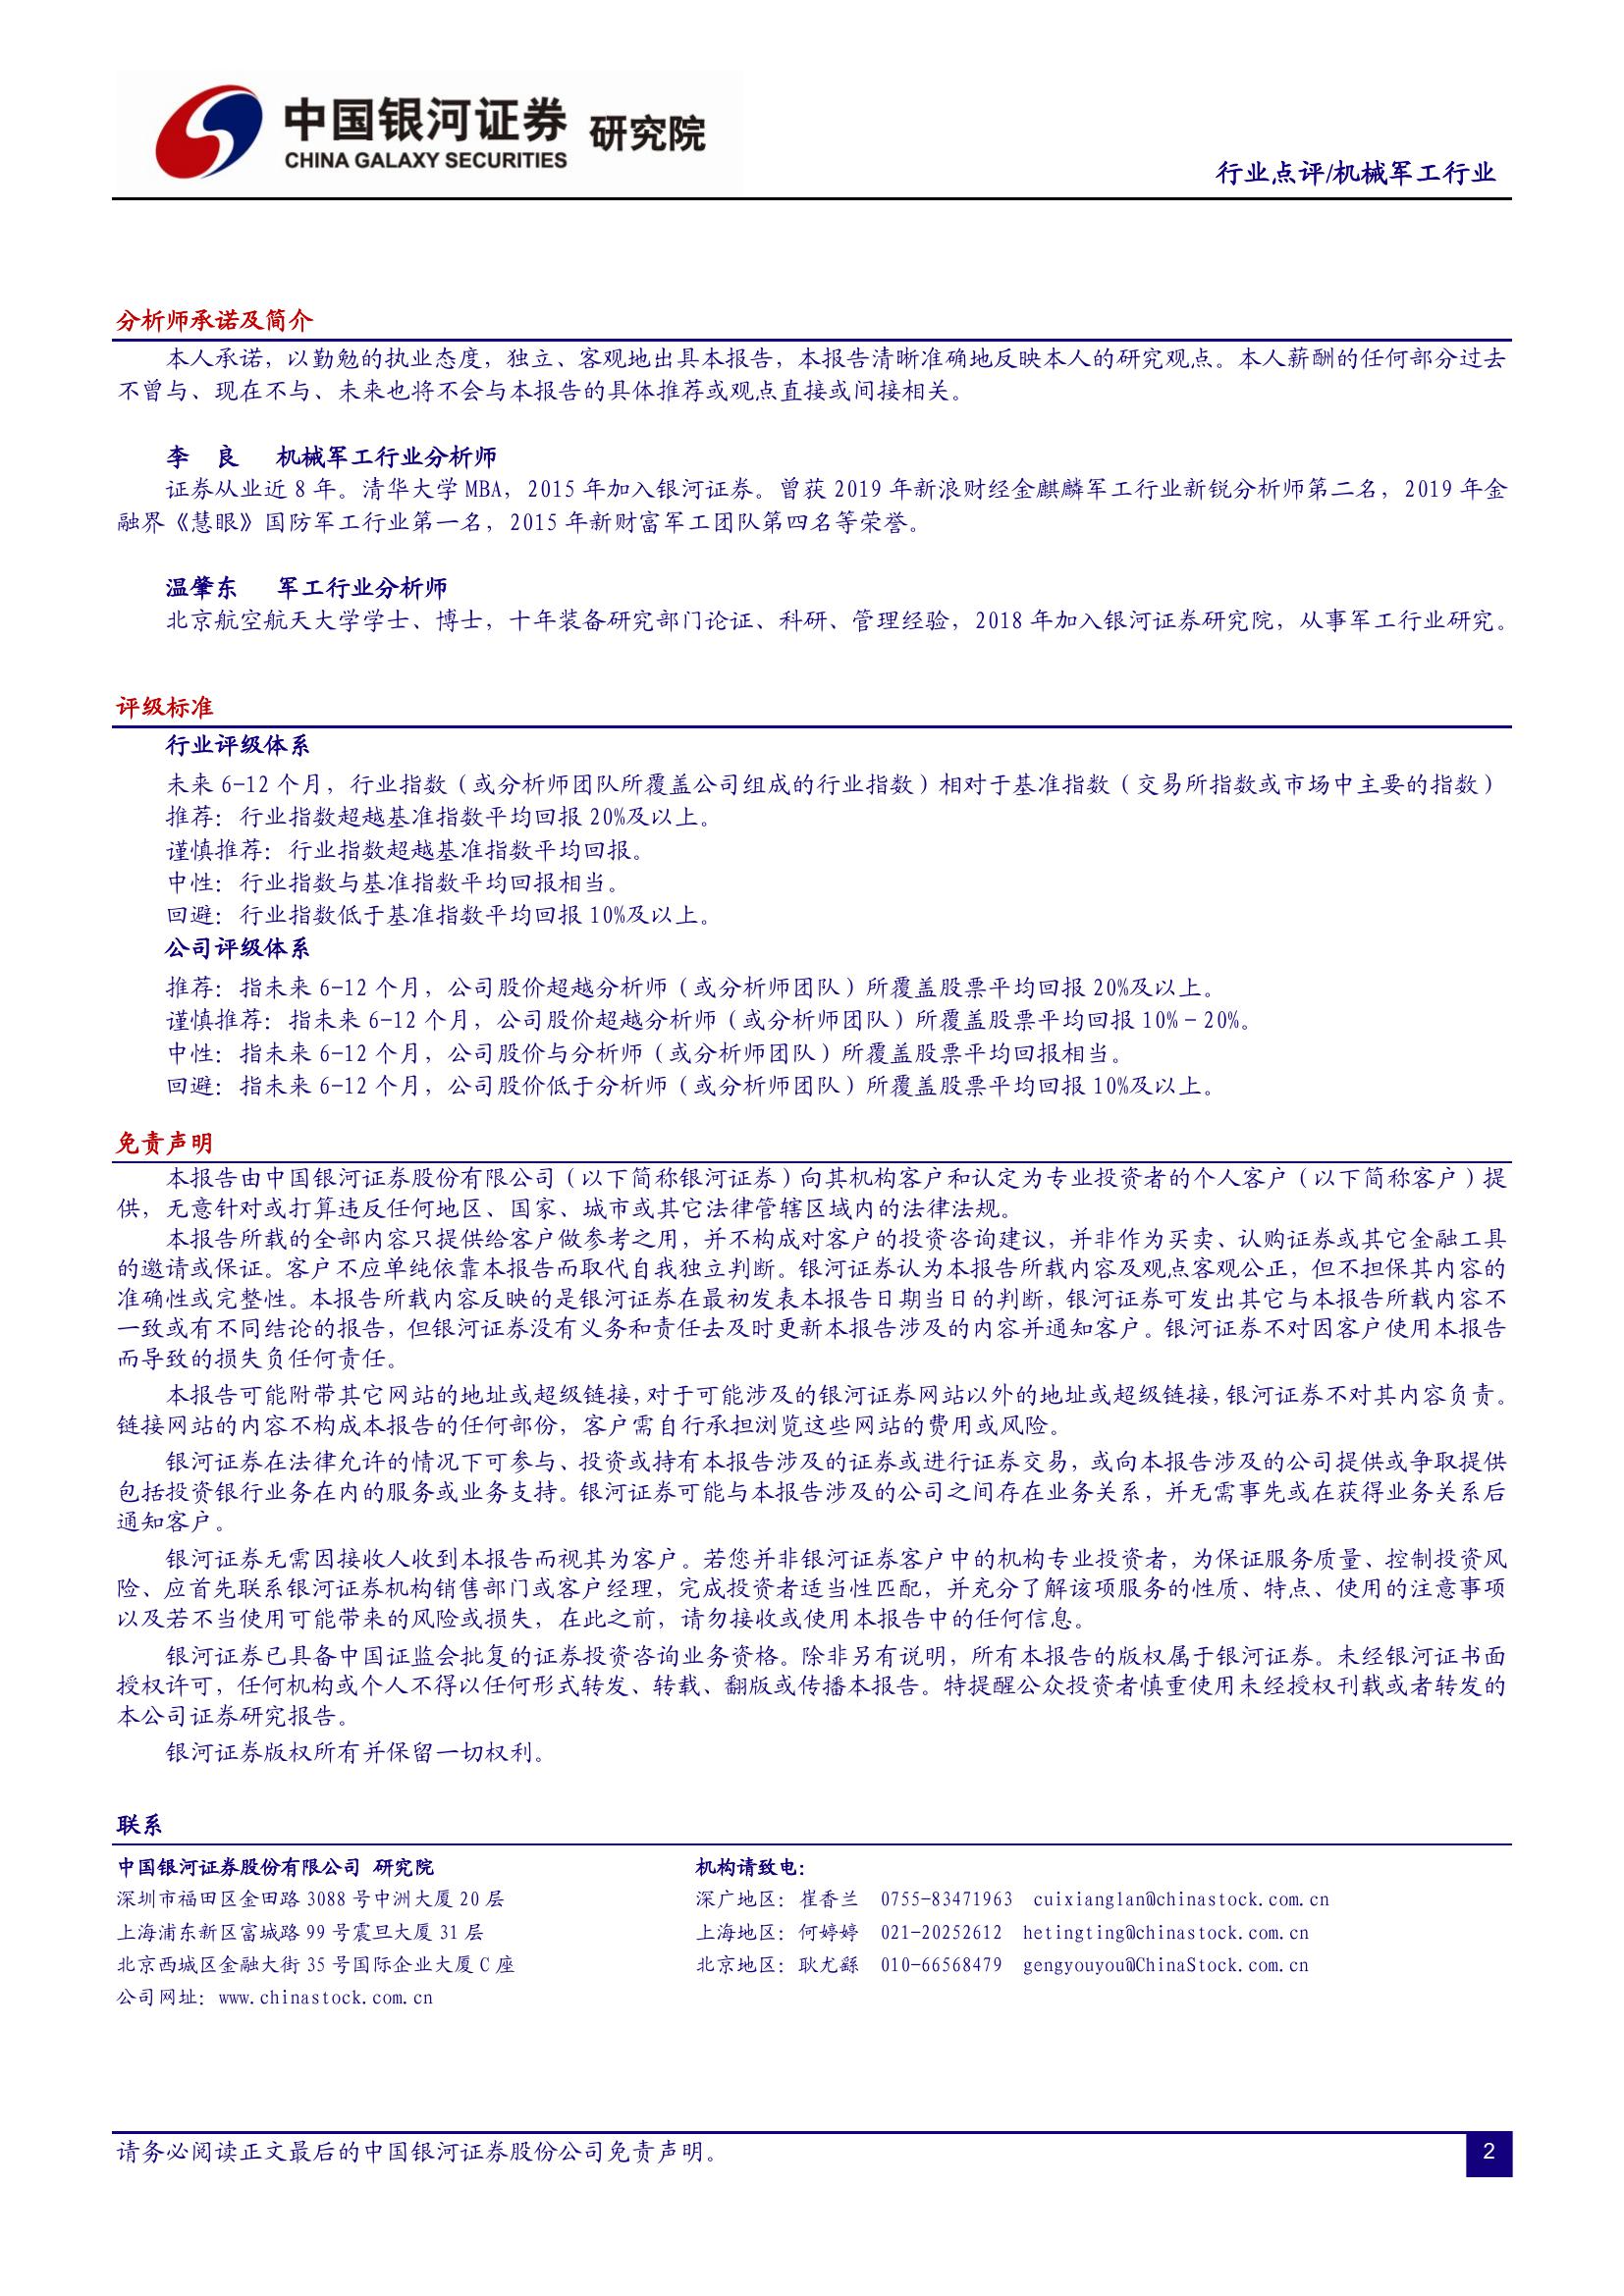 中国银河证券 研究院
CHINA GALAXY SECURITIES
行业点评/机械军工行业
分析师承诺及简介
本人承诺，以勤勉的执业态度，独立、客观地出具本报告，本报告清晰准确地反映本人的研究观点。本人薪酬的任何部分过去
不曾与、现在不与、未来也将不会与本报告的具体推荐或观点直接或间接相关。
李 良 机械军工行业分析师
证券从业近 8 年。清华大学 MBA，2015 年加入银河证券。曾获 2019 年新浪财经金麒麟军工行业新锐分析师第二名，2019 年金
融界《慧眼》国防军工行业第一名，2015 年新财富军工团队第四名等荣誉。
温肇东 军工行业分析师
北京航空航天大学学士、博士，十年装备研究部门论证、科研、管理经验，2018 年加入银河证券研究院，从事军工行业研究。
评级标准
行业评级体系
未来 6-12 个月，行业指数（或分析师团队所覆盖公司组成的行业指数）相对于基准指数（交易所指数或市场中主要的指数）
推荐：行业指数超越基准指数平均回报 20%及以上。
谨慎推荐：行业指数超越基准指数平均回报。
中性：行业指数与基准指数平均回报相当。
回避：行业指数低于基准指数平均回报 10%及以上。
公司评级体系
推荐：指未来 6-12 个月，公司股价超越分析师（或分析师团队）所覆盖股票平均回报 20%及以上。
谨慎推荐：指未来 6-12 个月，公司股价超越分析师（或分析师团队）所覆盖股票平均回报 10%－20%。
中性：指未来 6-12 个月，公司股价与分析师（或分析师团队）所覆盖股票平均回报相当。
回避：指未来 6-12 个月，公司股价低于分析师（或分析师团队）所覆盖股票平均回报 10%及以上。
免责声明
本报告由中国银河证券股份有限公司（以下简称银河证券）向其机构客户和认定为专业投资者的个人客户（以下简称客户）提
供，无意针对或打算违反任何地区、国家、城市或其它法律管辖区域内的法律法规。
本报告所载的全部内容只提供给客户做参考之用，并不构成对客户的投资咨询建议，并非作为买卖、认购证券或其它金融工具
的邀请或保证。客户不应单纯依靠本报告而取代自我独立判断。银河证券认为本报告所载内容及观点客观公正，但不担保其内容的
准确性或完整性。本报告所载内容反映的是银河证券在最初发表本报告日期当日的判断，银河证券可发出其它与本报告所载内容不
一致或有不同结论的报告，但银河证券没有义务和责任去及时更新本报告涉及的内容并通知客户。银河证券不对因客户使用本报告
而导致的损失负任何责任。
本报告可能附带其它网站的地址或超级链接，对于可能涉及的银河证券网站以外的地址或超级链接，银河证券不对其内容负责。
链接网站的内容不构成本报告的任何部份，客户需自行承担浏览这些网站的费用或风险。
银河证券在法律允许的情况下可参与、投资或持有本报告涉及的证券或进行证券交易，或向本报告涉及的公司提供或争取提供
包括投资银行业务在内的服务或业务支持。银河证券可能与本报告涉及的公司之间存在业务关系，并无需事先或在获得业务关系后
通知客户。
银河证券无需因接收人收到本报告而视其为客户。若您并非银河证券客户中的机构专业投资者，为保证服务质量、控制投资风
险、应首先联系银河证券机构销售部门或客户经理，完成投资者适当性匹配，并充分了解该项服务的性质、特点、使用的注意事项
以及若不当使用可能带来的风险或损失，在此之前，请勿接收或使用本报告中的任何信息。
银河证券已具备中国证监会批复的证券投资咨询业务资格。除非另有说明，所有本报告的版权属于银河证券。未经银河证书面
授权许可，任何机构或个人不得以任何形式转发、转载、翻版或传播本报告。特提醒公众投资者慎重使用未经授权刊载或者转发的
本公司证券研究报告。
银河证券版权所有并保留一切权利。
联系
中国银河证券股份有限公司 研究院 机构请致电：
深圳市福田区金田路 3088 号中洲大厦 20 层 深广地区：崔香兰 0755-83471963 cuixianglan@chinastock.com.cn
上海浦东新区富城路 99 号震旦大厦 31 层 上海地区：何婷婷 021-20252612 hetingting@chinastock.com.cn
北京西城区金融大街 35 号国际企业大厦 C 座 北京地区：耿尤繇 010-66568479 gengyouyou@ChinaStock.com.cn
公司网址：www.chinastock.com.cn
请务必阅读正文最后的中国银河证券股份公司免责声明。 2